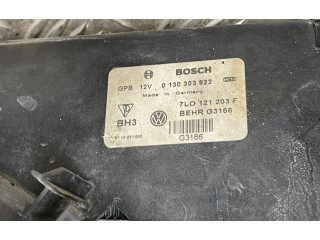 BOSCH
GPB 12V 0 130 303 922
Made in Germany
7L0 121 203 F
BH3 BEHR G3166
G3166